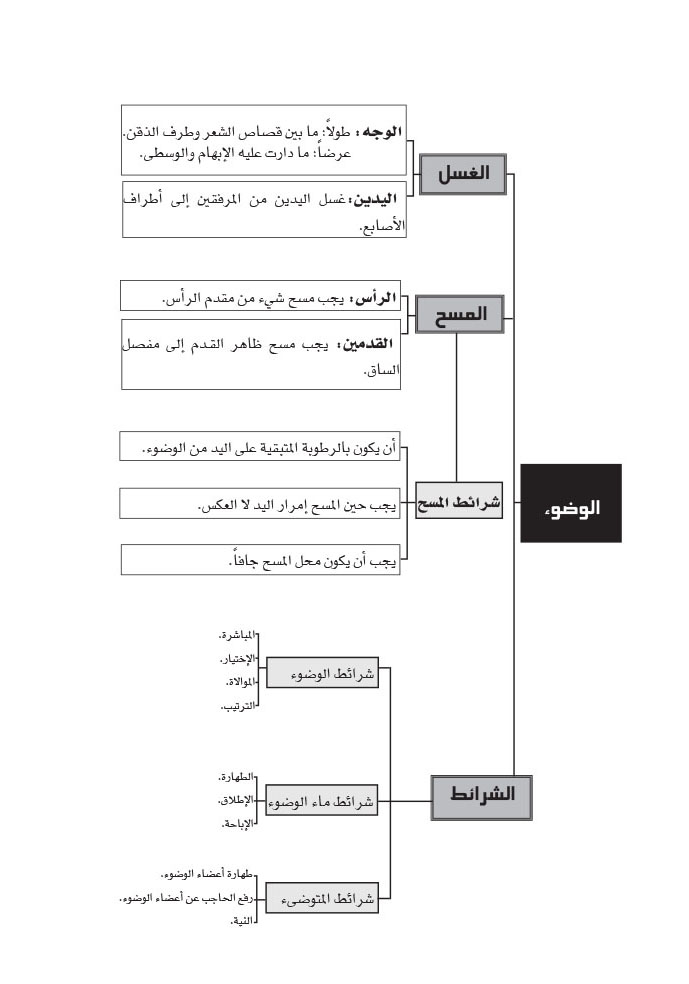 الوضوء
الغسل
الوجه: طولاً: ما بين قصاص الشعر وطرف الذقن.
عرضاً: ما دارت عليه الإبهام والوسطى.
اليدين: غسل اليدين من المرفقين إلى أطراف
الأصابع.
المسح
الرأس: يجب مسح شيء من مقدم الرأس.
القدمين: يجب مسح ظاهر القدم إلى مفصل
الساق.
شرائط المسح
أن يكون بالرطوبة المتبقية على اليد من الوضوء.
يجب حين المسح إمرار اليد لا العكس.
يجب أن يكون محل المسح جافاً.
الشرائط
شرائط الوضوء
المباشرة.
الإختيار.
الموالاة.
الترتيب.
شرائط ماء الوضوء
الطهارة.
الإطلاق.
الإباحة.
شرائط المتوضىء
طهارة أعضاء الوضوء.
رفع الحاجب عن أعضاء الوضوء.
النية.